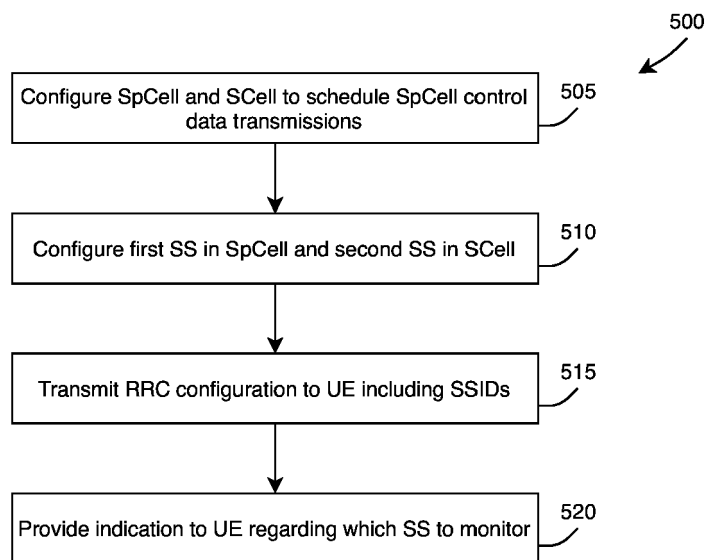 500
Configure SpCell and SCell to schedule SpCell control
data transmissions
505
Configure first SS in SpCell and second SS in SCell
510
Transmit RRC configuration to UE including SSIDs
515
Provide indication to UE regarding which SS to monitor
520